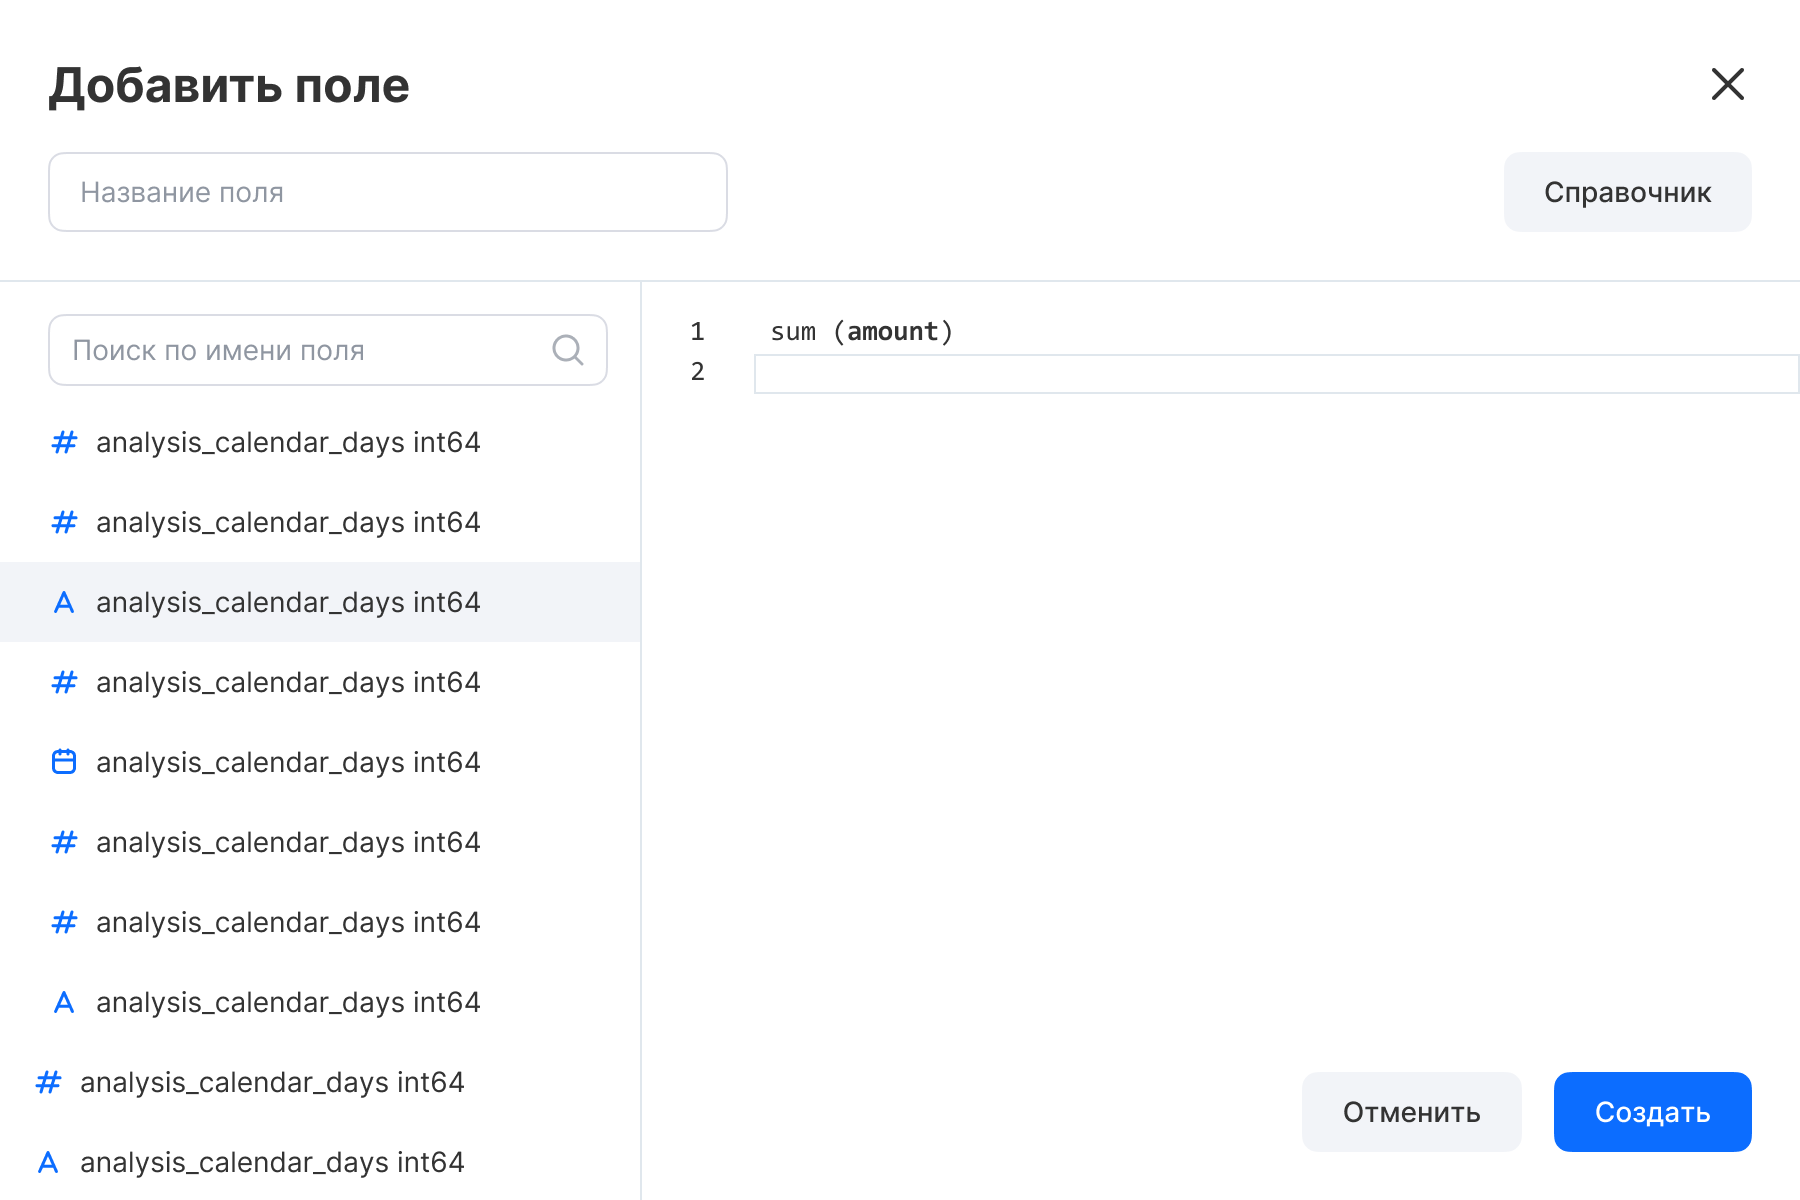 Добавить поле
Название поля
Справочник
Поиск по имени поля
analysis_calendar_days int64
analysis_calendar_days int64
analysis_calendar_days int64
analysis_calendar_days int64
analysis_calendar_days int64
analysis_calendar_days int64
analysis_calendar_days int64
analysis_calendar_days int64
analysis_calendar_days int64
analysis_calendar_days int64
1 sum (amount)
2
Отменить
Создать